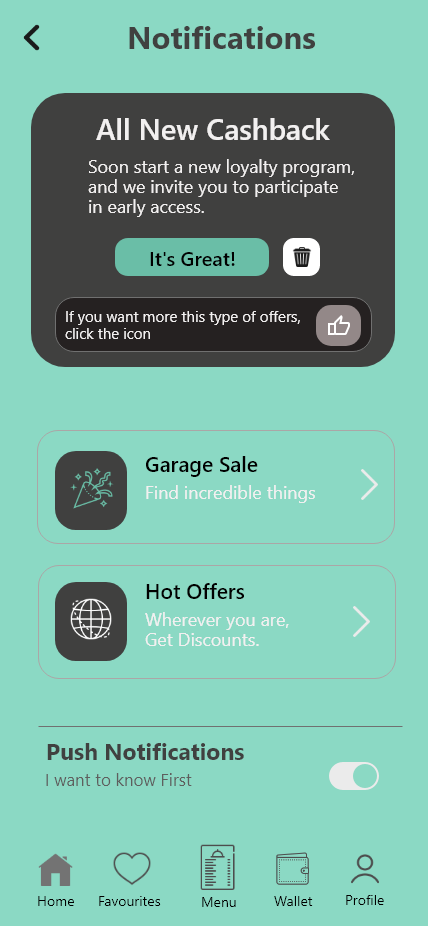 Notifications
All New Cashback
Soon start a new loyalty program,
and we invite you to participate
in early access.
It's Great!
If you want more this type of offers,
click the icon
Garage Sale
Find incredible things
Hot Offers
Wherever you are,
Get Discounts.
Push Notifications
I want to know First
Home
Favourites
Menu
Wallet
Profile